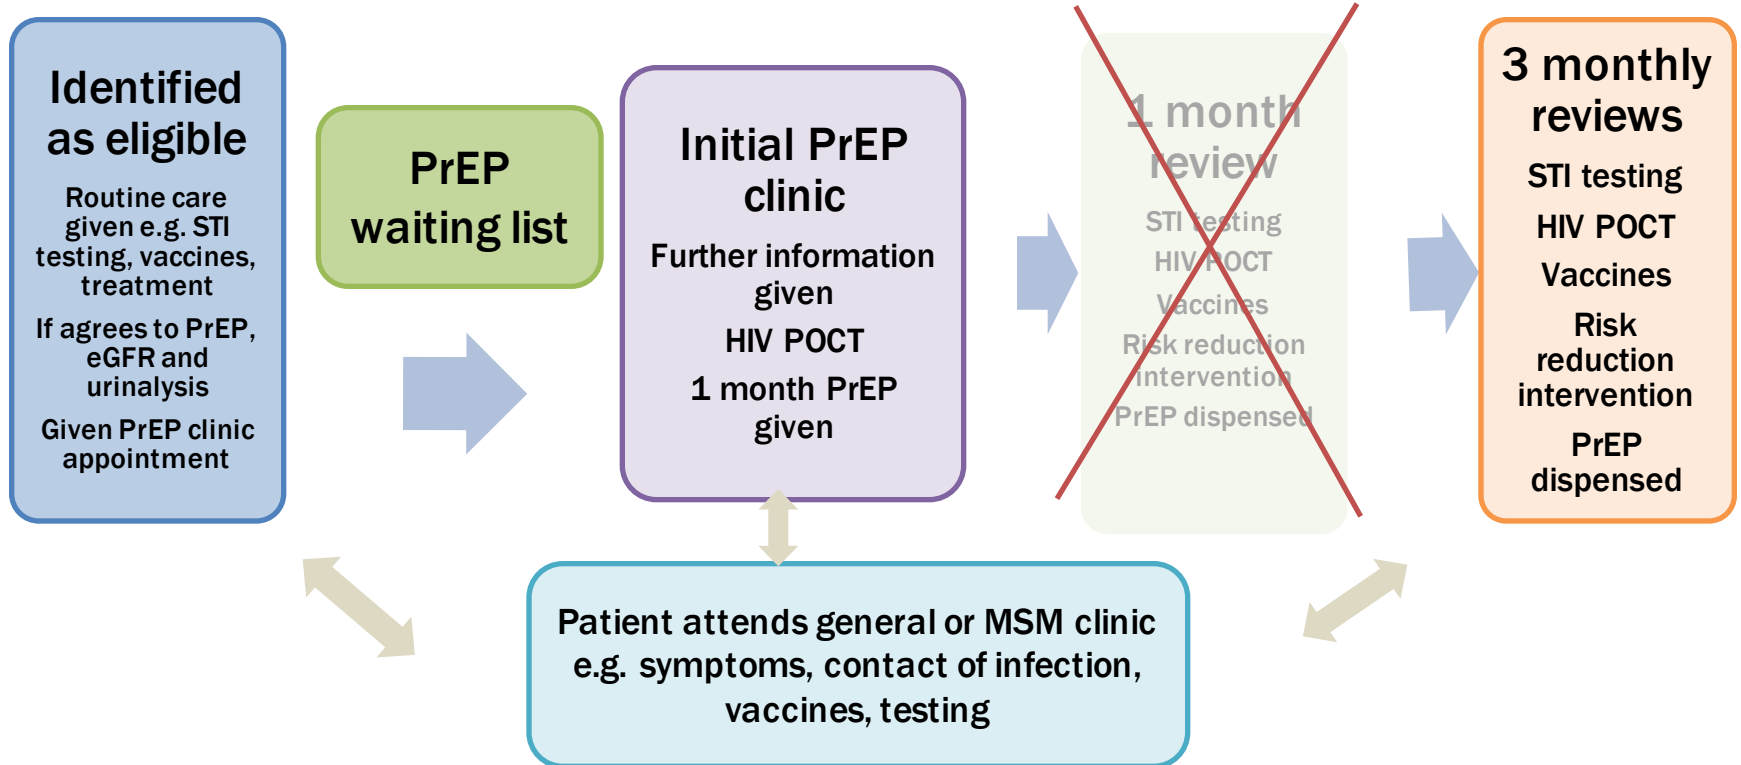 Identified
as eligible
Routine care
given e.g. STI
testing, vaccines,
treatment
If agrees to PrEP,
eGFR and
urinalysis
Given PrEP clinic
appointment
PrEP
waiting list
Initial PrEP
clinic
Further information
given
HIV POCT
1 month PrEP
given
1 month
review
STI testing
HIV POCT
Vaccines
Risk reduction
intervention
PrEP dispensed
3 monthly
reviews
STI testing
HIV POCT
Vaccines
Risk
reduction
intervention
PrEP
dispensed
Patient attends general or MSM clinic
e.g. symptoms, contact of infection,
vaccines, testing